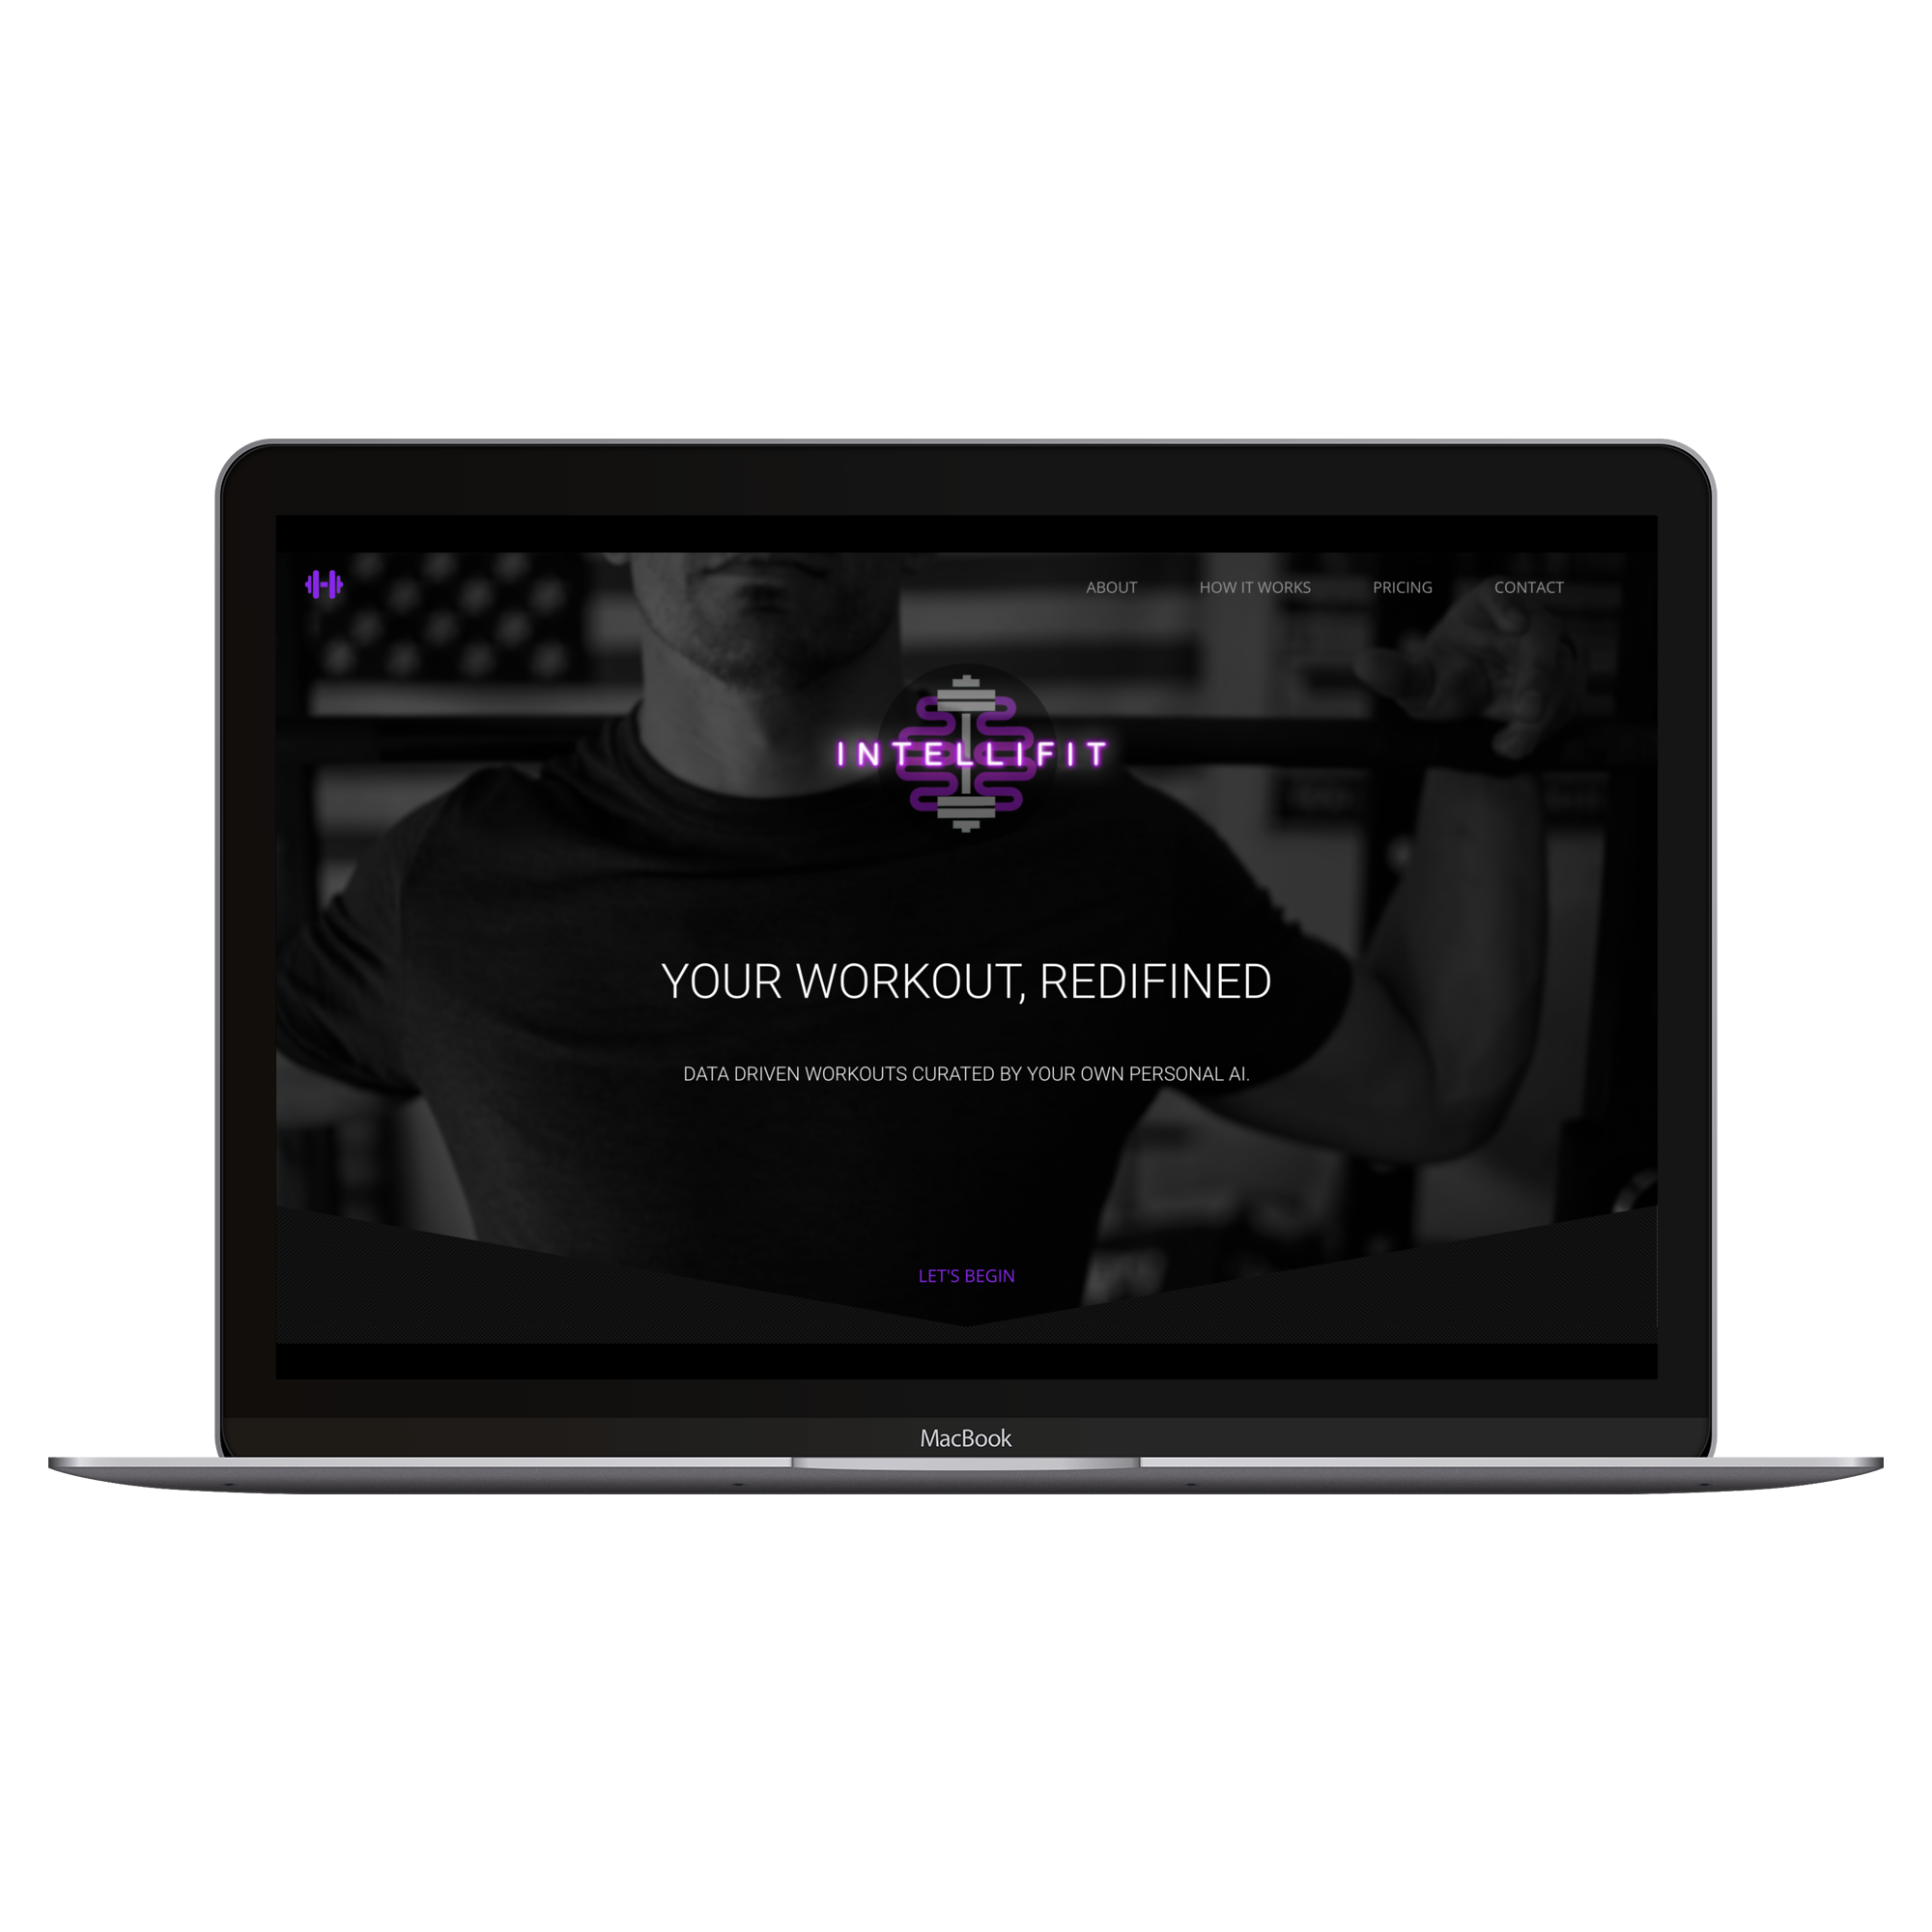 ABOUT HOW IT WORKS PRICING CONTACT
INTELLIFIT
YOUR WORKOUT, REDIFINED
DATA DRIVEN WORKOUTS CURATED BY YOUR OWN PERSONAL AI.
LET'S BEGIN
MacBook